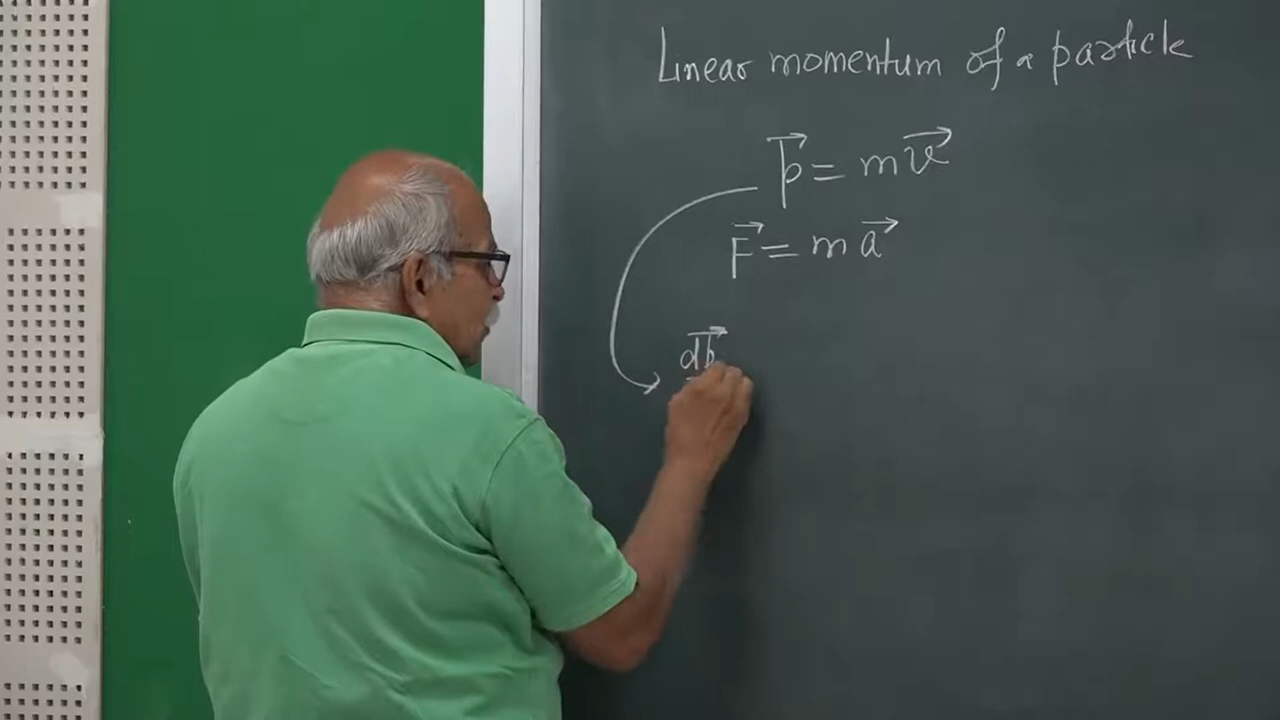 Linear momentum of a particle
p⃗ = mv⃗
F⃗ = ma⃗
dp⃗